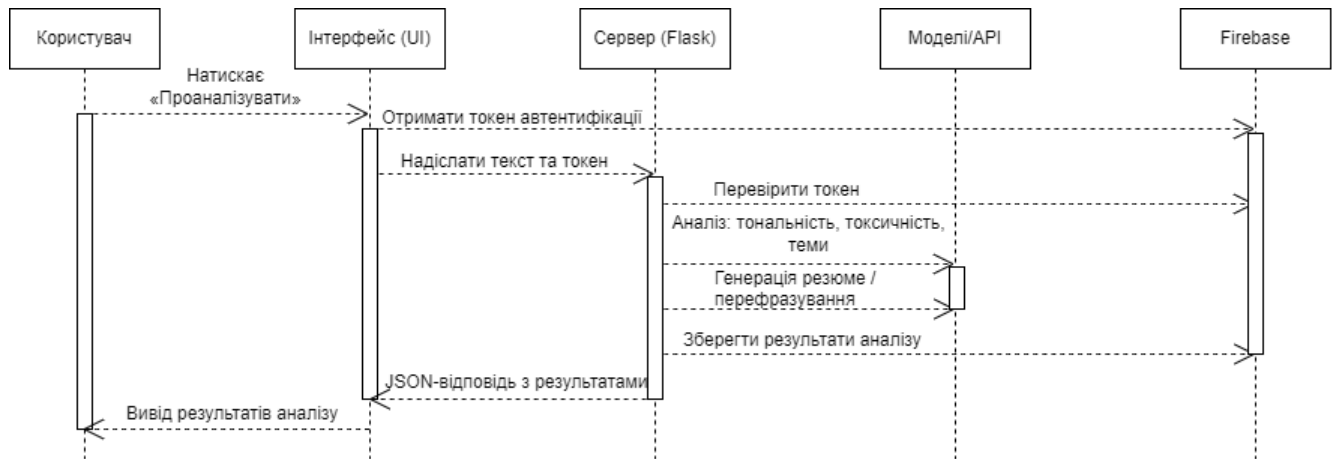 Користувач
Інтерфейс (UI)
Сервер (Flask)
Моделі/API
Firebase
Натискає
«Проаналізувати»
Отримати токен автентифікації
Надіслати текст та токен
Перевірити токен
Аналіз: тональність, токсичність,
теми
Генерація резюме /
перефразування
Зберегти результати аналізу
JSON-відповідь з результатами
Вивід результатів аналізу